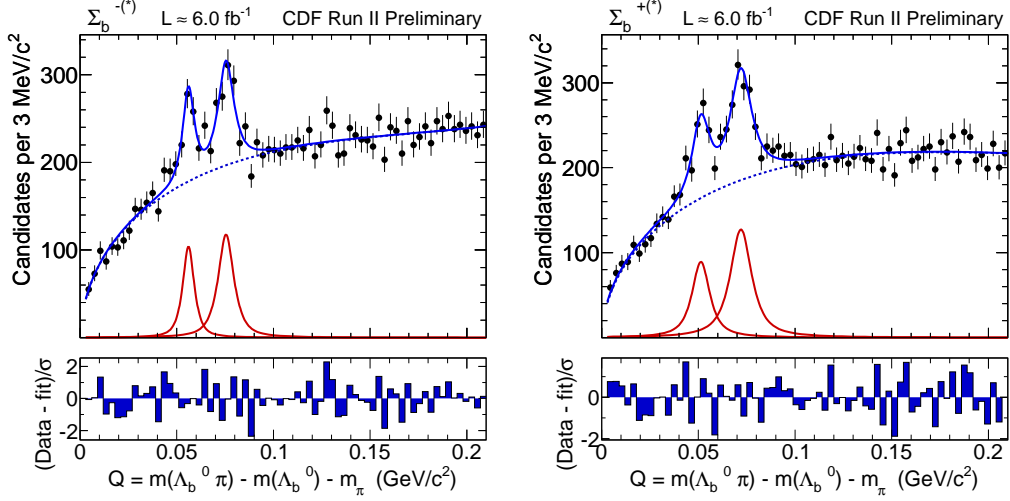 Σb-(*) L ≈ 6.0 fb-1 CDF Run II Preliminary
Candidates per 3 MeV/c2
300
200
100
(Data - fit)/σ
2
0
-2
0 0.05 0.1 0.15 0.2
Q = m(Λb0 π) - m(Λb0) - mπ (GeV/c2)
Σb+(*) L ≈ 6.0 fb-1 CDF Run II Preliminary
Candidates per 3 MeV/c2
300
200
100
(Data - fit)/σ
2
0
-2
0 0.05 0.1 0.15 0.2
Q = m(Λb0 π) - m(Λb0) - mπ (GeV/c2)